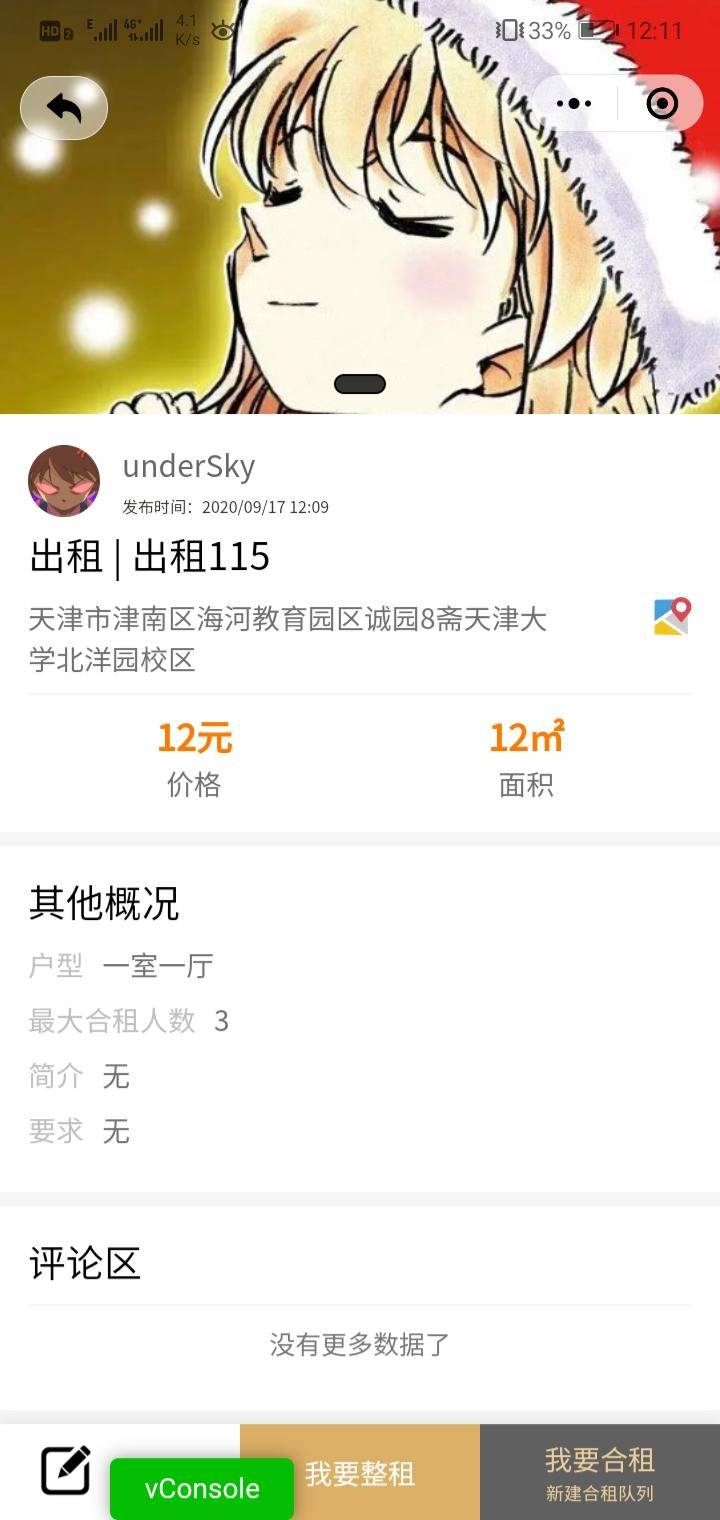 HD 2 E 4G+ 4.1 K/s 33% 12:11
underSky
发布时间：2020/09/17 12:09
出租 | 出租115
天津市津南区海河教育园区诚园8斋天津大
学北洋园校区
12元 12㎡
价格 面积
其他概况
户型 一室一厅
最大合租人数 3
简介 无
要求 无
评论区
没有更多数据了
vConsole 我要整租 我要合租
新建合租队列